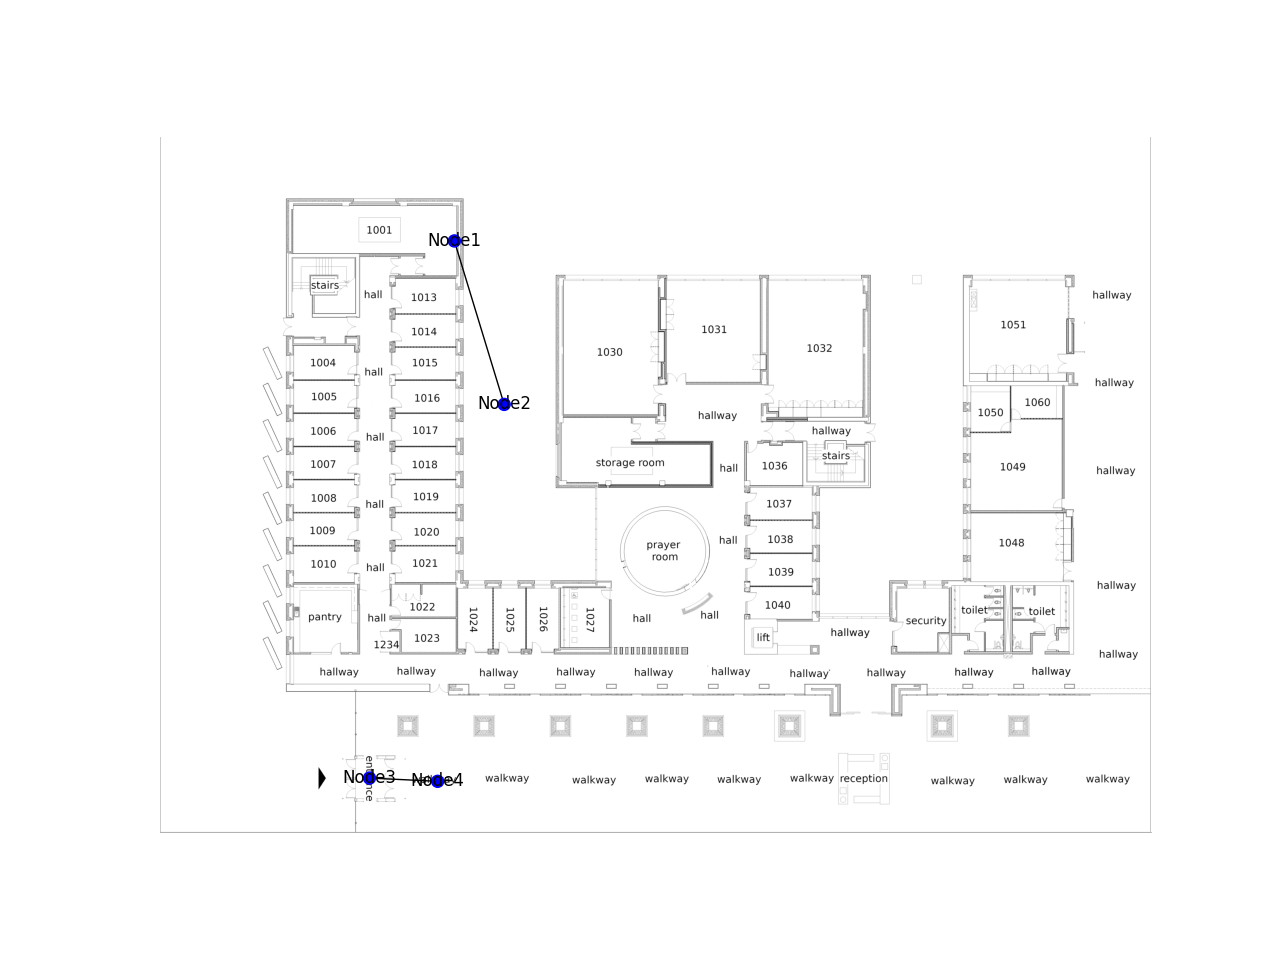 1001
Node1
stairs
hall
1013
hallway
1014
1031
1051
1004
1015
1030
1032
hall
hallway
1005
1016
Node2
1050
1060
hallway
1006
hall
1017
hallway
stairs
1007
1018
storage room
hall
1036
1049
hallway
1008
hall
1019
1037
1009
1020
prayer
room
hall
1038
1048
1010
hall
1021
1039
hallway
pantry
hall
1022
1024
1025
1026
1027
hall
hall
1040
security
toilet
toilet
1234
1023
lift
hallway
hallway
hallway
hallway
hallway
hallway
hallway
hallway
hallway
hallway
hallway
hallway
entrance
Node3
Node4
walkway
walkway
walkway
walkway
walkway
reception
walkway
walkway
walkway